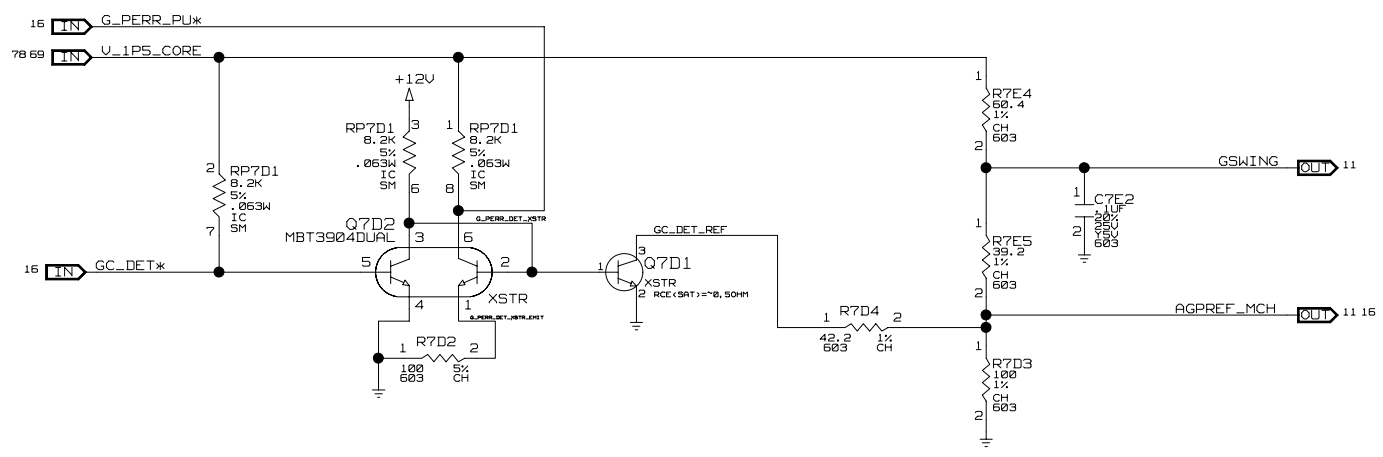 16 IN G_PERR_PU*
78 69 IN V_1P5_CORE
+12V
1
R7E4
60.4
1%
CH
603
2
3
RP7D1
8.2K
5%
.063W
IC
SM
6
1
RP7D1
8.2K
5%
.063W
IC
SM
8
2
RP7D1
8.2K
5%
.063W
IC
SM
7
GSWING OUT 11
1
C7E2
.1UF
20%
25V
Y5V
603
2
G_PERR_DET_XSTR
Q7D2
MBT3904DUAL
3
6
5
2
4
1
XSTR
G_PERR_DET_XSTR_EMIT
16 IN GC_DET*
GC_DET_REF
1
3
Q7D1
XSTR
2
RCE(SAT)=~0.5OHM
1
R7E5
39.2
1%
CH
603
2
AGPREF_MCH OUT 11 16
R7D4
1 2
42.2 1%
603 CH
R7D2
1 2
100 5%
603 CH
1
R7D3
100
1%
CH
603
2